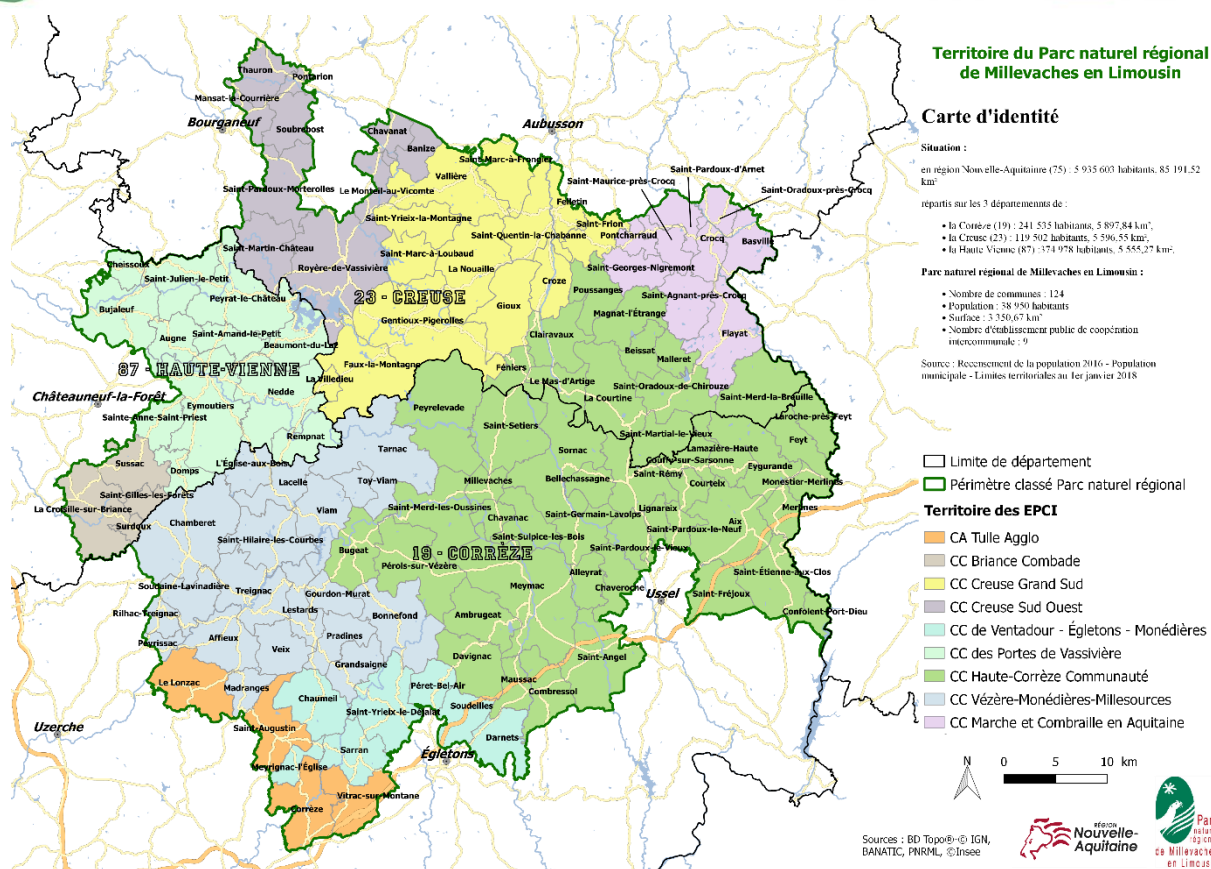 Territoire du Parc naturel régional
de Millevaches en Limousin
Carte d'identité
Situation :
en région Nouvelle-Aquitainre (75) : 5 935 603 habitants, 85 191,52
km²
répartis sur les 3 départemennts de :
• la Corrèze (19) : 241 535 habitants, 5 897,84 km²,
• la Creuse (23) : 119 502 habitants, 5 596,55 km²,
• la Haute Vienne (87) : 374 978 habitants, 5 555,27 km²,
Parc naturel régional de Millevaches en Limousin :
• Nombre de communes : 124
• Population : 38 950 habitants
• Surface : 3 350,67 km²
• Nombre d'établissement public de coopération
intercommunale : 9
Source : Recensement de la population 2016 - Population
municipale - Limites territoriales au 1er janvier 2018
Thauron
Pontarion
Mansat-la-Courrière
Bourganeuf
Soubrebost
Chavanat
Banize
Aubusson
Saint-Marc-à-Frongier
Vallière
Saint-Pardoux-d'Arnet
Saint-Maurice-près-Crocq
Saint-Oradoux-près-Crocq
Saint-Pardoux-Morterolles
Le Monteil-au-Vicomte
Felletin
Saint-Yrieix-la-Montagne
Saint-Frion
Saint-Quentin-la-Chabanne
Pontcharraud
Crocq
Basville
Saint-Martin-Château
Saint-Marc-à-Loubaud
Royère-de-Vassivière
La Nouaille
Saint-Georges-Nigremont
Cheissoux
Saint-Julien-le-Petit
Croze
Poussanges
Peyrat-le-Château
23 - CREUSE
Saint-Agnant-près-Crocq
Bujaleuf
Gioux
Magnat-l'Étrange
Gentioux-Pigerolles
Saint-Amand-le-Petit
Augne
Clairavaux
Flayat
Beaumont-du-Lac
Beissat
Malleret
Faux-la-Montagne
87 - HAUTE-VIENNE
Féniers
La Villedieu
Le Mas-d'Artige
Saint-Oradoux-de-Chirouze
Nedde
Châteauneuf-la-Forêt
La Courtine
Saint-Merd-la-Breuille
Eymoutiers
Peyrelevade
Sainte-Anne-Saint-Priest
Laroche-près-Feyt
Saint-Setiers
Rempnat
Saint-Martial-le-Vieux
Feyt
Tarnac
Lamazière-Haute
Sornac
Couffy-sur-Sarsonne
Sussac
Domps
L'Église-aux-Bois
Eygurande
Saint-Rémy
Lacelle
Toy-Viam
Millevaches
Bellechassagne
Courteix
Monestier-Merlines
Saint-Gilles-les-Forêts
La Croisille-sur-Briance
Viam
Saint-Merd-les-Oussines
Lignareix
Merlines
Surdoux
Chamberet
Chavanac
Saint-Germain-Lavolps
Aix
Saint-Pardoux-le-Neuf
Saint-Hilaire-les-Courbes
Saint-Sulpice-les-Bois
Bugeat
19 - CORRÈZE
Saint-Pardoux-le-Vieux
Pérols-sur-Vézère
Alleyrat
Saint-Étienne-aux-Clos
Soudaine-Lavinadière
Treignac
Gourdon-Murat
Meymac
Chaveroche
Ussel
Saint-Fréjoux
Rilhac-Treignac
Lestards
Bonnefond
Ambrugeat
Confolent-Port-Dieu
Peyrissac
Affieux
Pradines
Veix
Davignac
Saint-Angel
Grandsaigne
Le Lonzac
Maussac
Madranges
Chaumeil
Péret-Bel-Air
Combressol
Soudeilles
Saint-Yrieix-le-Déjalat
Uzerche
Saint-Augustin
Darnets
Sarran
Égletons
Meyrignac-l'Église
Vitrac-sur-Montane
Corrèze
Limite de département
Périmètre classé Parc naturel régional
Territoire des EPCI
CA Tulle Agglo
CC Briance Combade
CC Creuse Grand Sud
CC Creuse Sud Ouest
CC de Ventadour - Égletons - Monédières
CC des Portes de Vassivière
CC Haute-Corrèze Communauté
CC Vézère-Monédières-Millesources
CC Marche et Combraille en Aquitaine
N
0 5 10 km
Sources : BD Topo®-© IGN,
BANATIC, PNRML, ©Insee
RÉGION
Nouvelle-
Aquitaine
Par
natur
région
de Millevache
en Limous